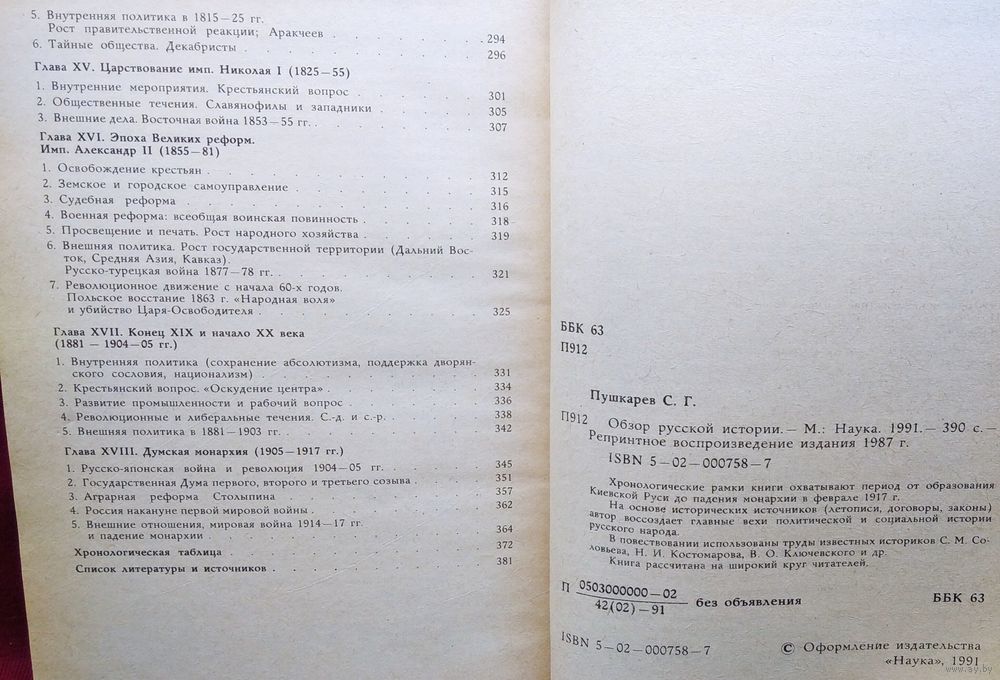 5. Внутренняя политика в 1815—25 гг.
Рост правительственной реакции; Аракчеев . . . . . 294
6. Тайные общества. Декабристы . . . . . 296
Глава XV. Царствование имп. Николая I (1825—55)
1. Внутренние мероприятия. Крестьянский вопрос . . . . . 301
2. Общественные течения. Славянофилы и западники . . . . . 305
3. Внешние дела. Восточная война 1853—55 гг. . . . . . 307
Глава XVI. Эпоха Великих реформ.
Имп. Александр II (1855—81)
1. Освобождение крестьян . . . . . 312
2. Земское и городское самоуправление . . . . . 315
3. Судебная реформа . . . . . 316
4. Военная реформа: всеобщая воинская повинность . . . . . 318
5. Просвещение и печать. Рост народного хозяйства . . . . . 319
6. Внешняя политика. Рост государственной территории (Дальний Вос-
ток, Средняя Азия, Кавказ).
Русско-турецкая война 1877—78 гг. . . . . . 321
7. Революционное движение с начала 60-х годов.
Польское восстание 1863 г. «Народная воля»
и убийство Царя-Освободителя . . . . . 325
Глава XVII. Конец XIX и начало XX века
(1881 — 1904—05 гг.)
1. Внутренняя политика (сохранение абсолютизма, поддержка дворян-
ского сословия, национализм) . . . . . 331
2. Крестьянский вопрос. «Оскудение центра» . . . . . 334
3. Развитие промышленности и рабочий вопрос . . . . . 336
4. Революционные и либеральные течения. С.-д. и с.-р. . . . . . 338
5. Внешняя политика в 1881—1903 гг. . . . . . 342
Глава XVIII. Думская монархия (1905—1917 гг.)
1. Русско-японская война и революция 1904—05 гг. . . . . . 345
2. Государственная Дума первого, второго и третьего созыва . . . . . 351
3. Аграрная реформа Столыпина . . . . . 357
4. Россия накануне первой мировой войны . . . . . 362
5. Внешние отношения, мировая война 1914—17 гг.
и падение монархии . . . . . 364
Хронологическая таблица . . . . . 372
Список литературы и источников . . . . . 381
ББК 63
П912
Пушкарев С. Г.
П912 Обзор русской истории.— М.: Наука. 1991.— 390 с.—
Репринтное воспроизведение издания 1987 г.
ISBN 5—02—000758—7
Хронологические рамки книги охватывают период от образования
Киевской Руси до падения монархии в феврале 1917 г.
На основе исторических источников (летописи, договоры, законы)
автор воссоздает главные вехи политической и социальной истории
русского народа.
В повествовании использованы труды известных историков С. М. Со-
ловьева, Н. И. Костомарова, В. О. Ключевского и др.
Книга рассчитана на широкий круг читателей.
П 0503000000—02
42(02)—91 без объявления ББК 63
ISBN 5—02—000758—7
© Оформление издательства
«Наука», 1991
www.ay.by